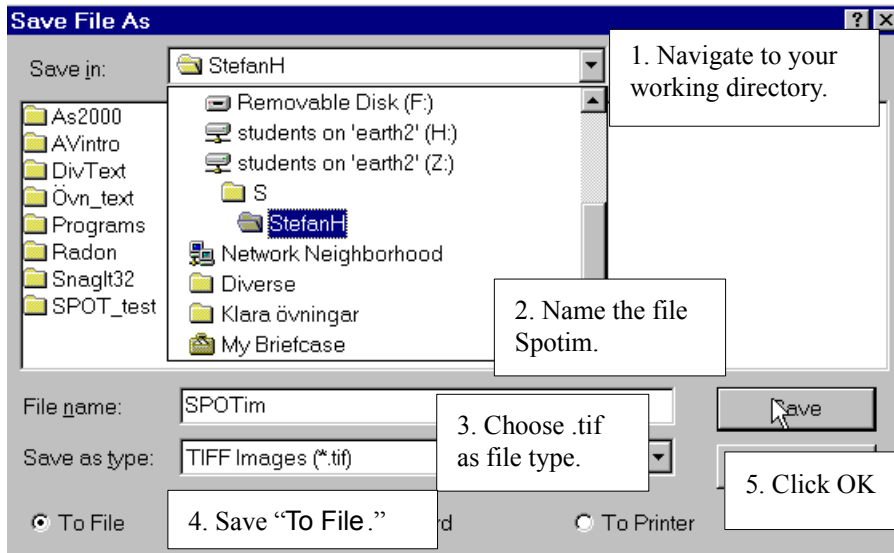 Save File As
Save in:
StefanH
1. Navigate to your
working directory.
As2000
AVintro
DivText
Övn_text
Programs
Radon
SnagIt32
SPOT_test
Removable Disk (F:)
students on 'earth2' (H:)
students on 'earth2' (Z:)
S
StefanH
Network Neighborhood
Diverse
Klara övningar
My Briefcase
2. Name the file
Spotim.
File name:
SPOTim
Save
3. Choose .tif
as file type.
Save as type:
TIFF Images (*.tif)
5. Click OK
To File
4. Save “To File.”
To Printer